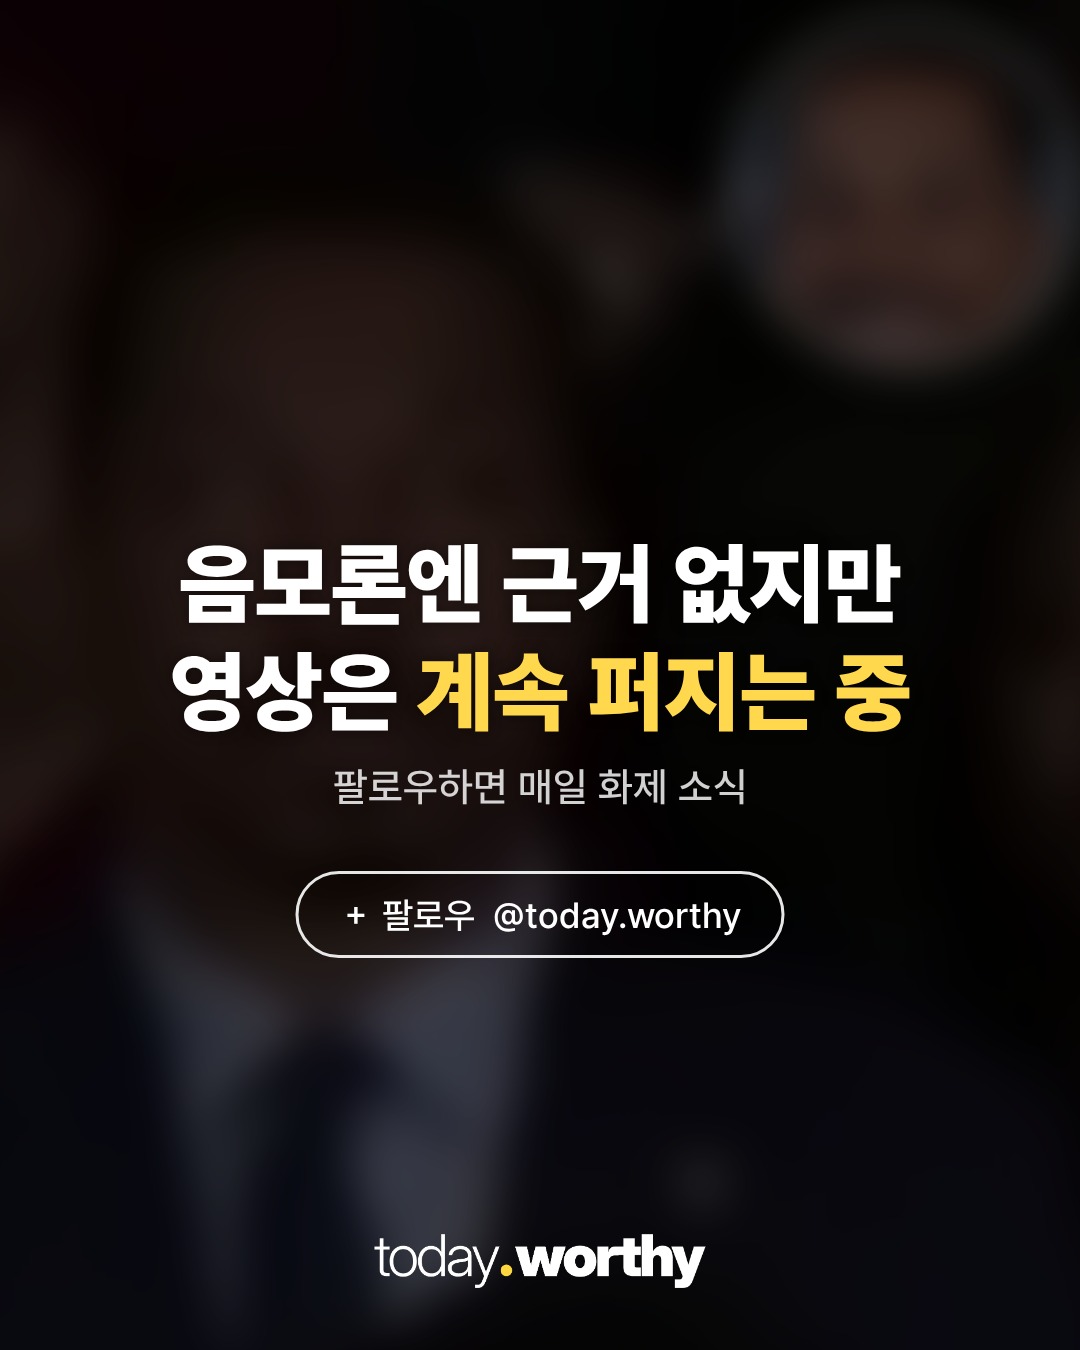 음모론엔 근거 없지만
영상은 계속 퍼지는 중
팔로우하면 매일 화제 소식
+ 팔로우 @today.worthy
today.worthy